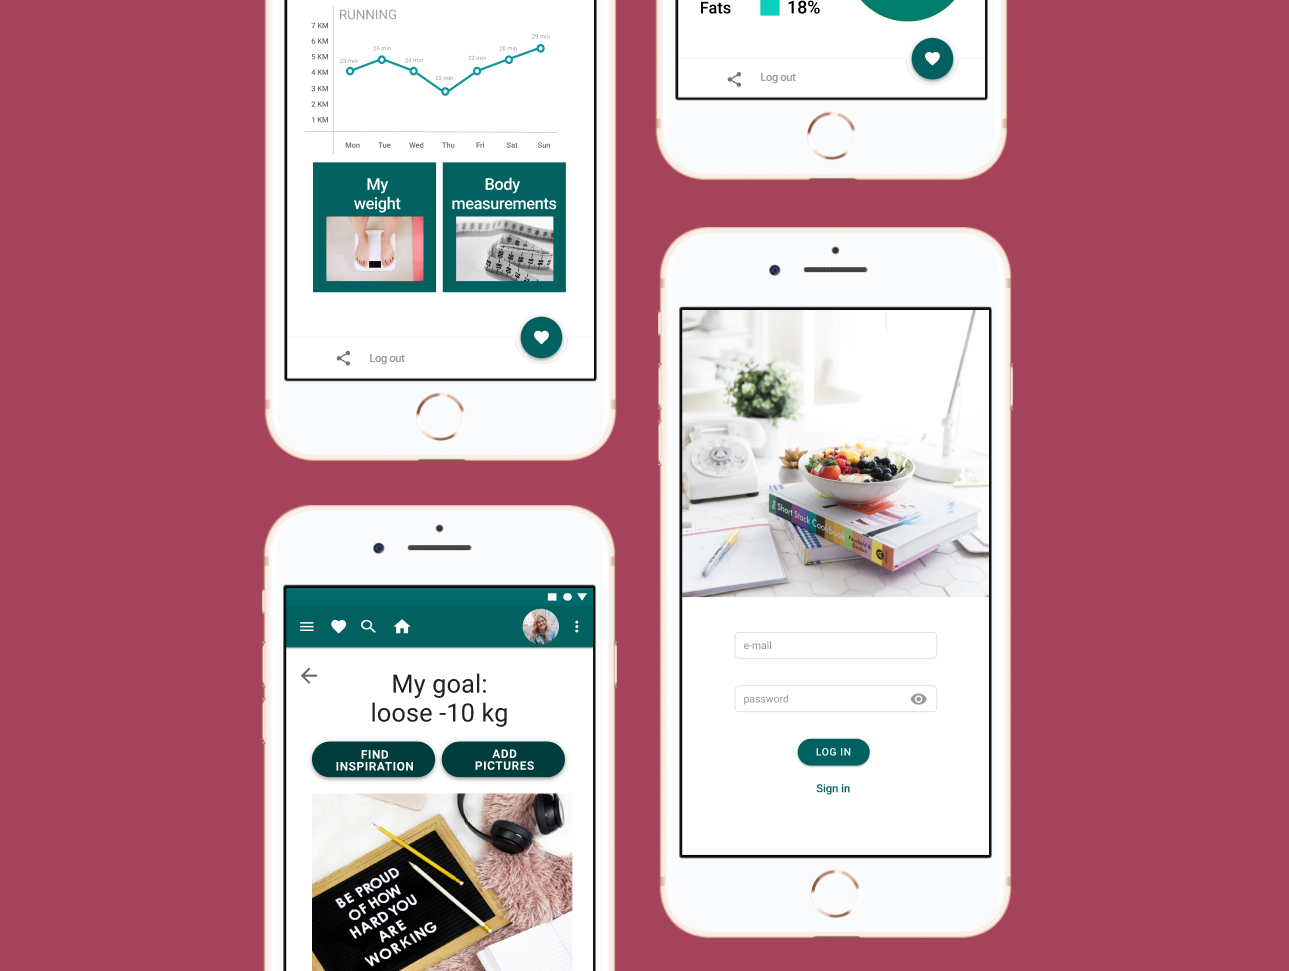 RUNNING
7 KM
6 KM
5 KM
4 KM
3 KM
2 KM
1 KM
23 min
26 min
24 min
22 min
22 min
28 min
29 min
Mon Tue Wed Thu Fri Sat Sun
My
weight
Body
measurements
Log out
Fats 18%
Log out
My goal:
loose -10 kg
FIND
INSPIRATION
ADD
PICTURES
BE PROUD
OF HOW
HARD YOU
ARE
WORKING
The Short Stack Cookbook
e-mail
password
LOG IN
Sign in